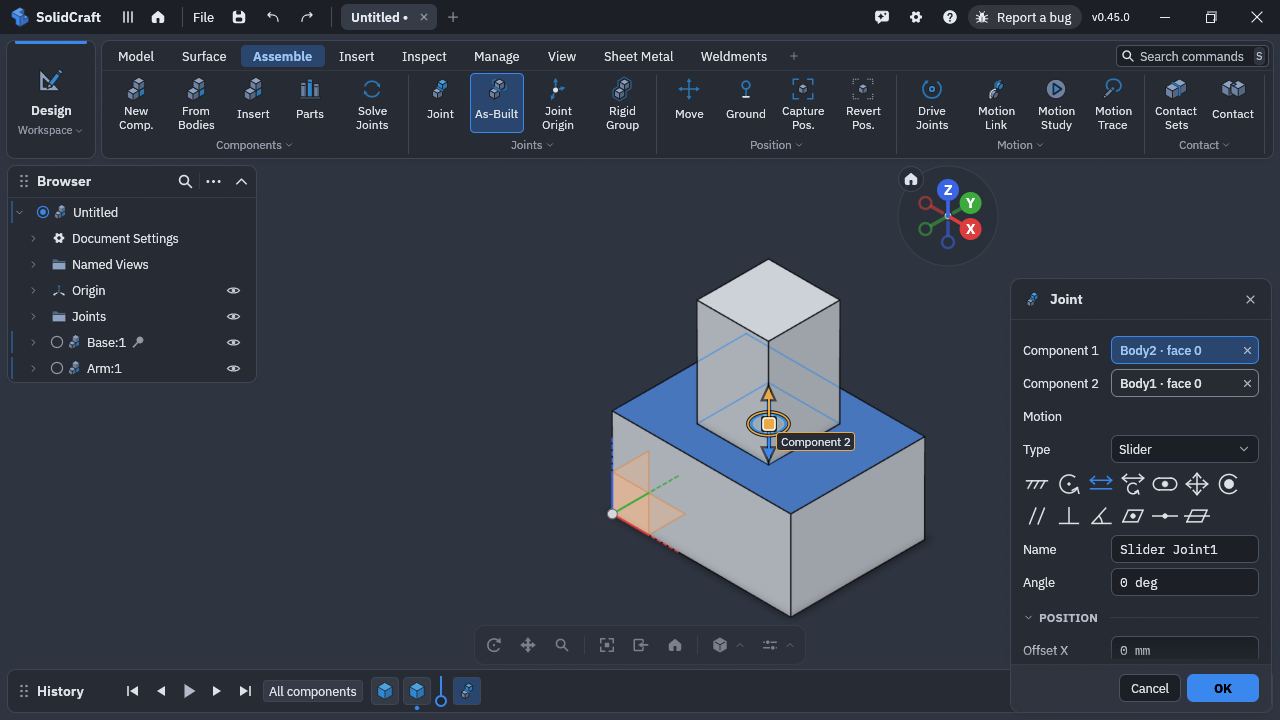 SolidCraft
File
Untitled •
Report a bug
v0.45.0
Design
Workspace
Model
Surface
Assemble
Insert
Inspect
Manage
View
Sheet Metal
Weldments
Search commands
S
New Comp.
From Bodies
Insert
Parts
Solve Joints
Components
Joint
As-Built
Joint Origin
Rigid Group
Joints
Move
Ground
Capture Pos.
Revert Pos.
Position
Drive Joints
Motion Link
Motion Study
Motion Trace
Motion
Contact Sets
Contact
Contact
Browser
Untitled
Document Settings
Named Views
Origin
Joints
Base:1
Arm:1
Z
Y
X
Component 2
Joint
Component 1
Body2 · face 0
Component 2
Body1 · face 0
Motion
Type
Slider
Name
Slider Joint1
Angle
0 deg
POSITION
Offset X
0 mm
Cancel
OK
History
All components